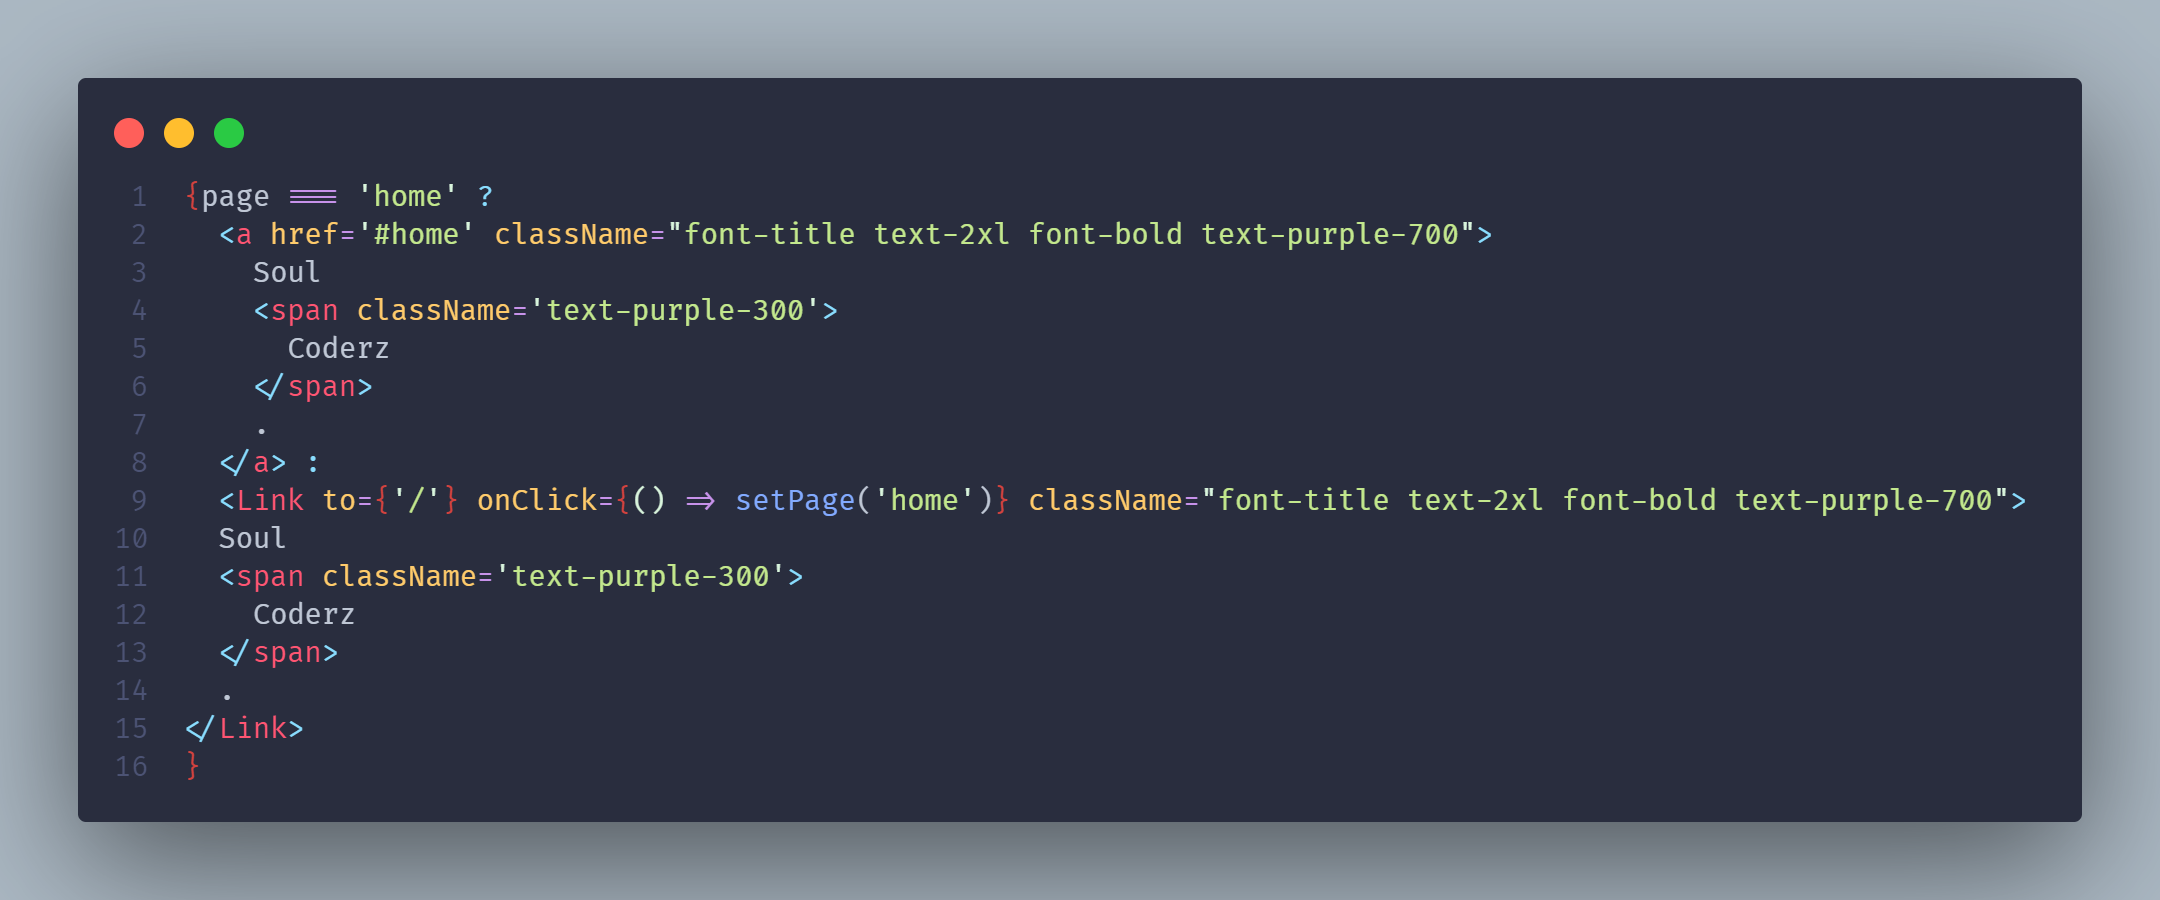 1 {page === 'home' ?
2   <a href='#home' className="font-title text-2xl font-bold text-purple-700">
3     Soul
4     <span className='text-purple-300'>
5       Coderz
6     </span>
7     .
8   </a> :
9   <Link to={'/'} onClick={() => setPage('home')} className="font-title text-2xl font-bold text-purple-700">
10   Soul
11   <span className='text-purple-300'>
12     Coderz
13   </span>
14   .
15 </Link>
16 }